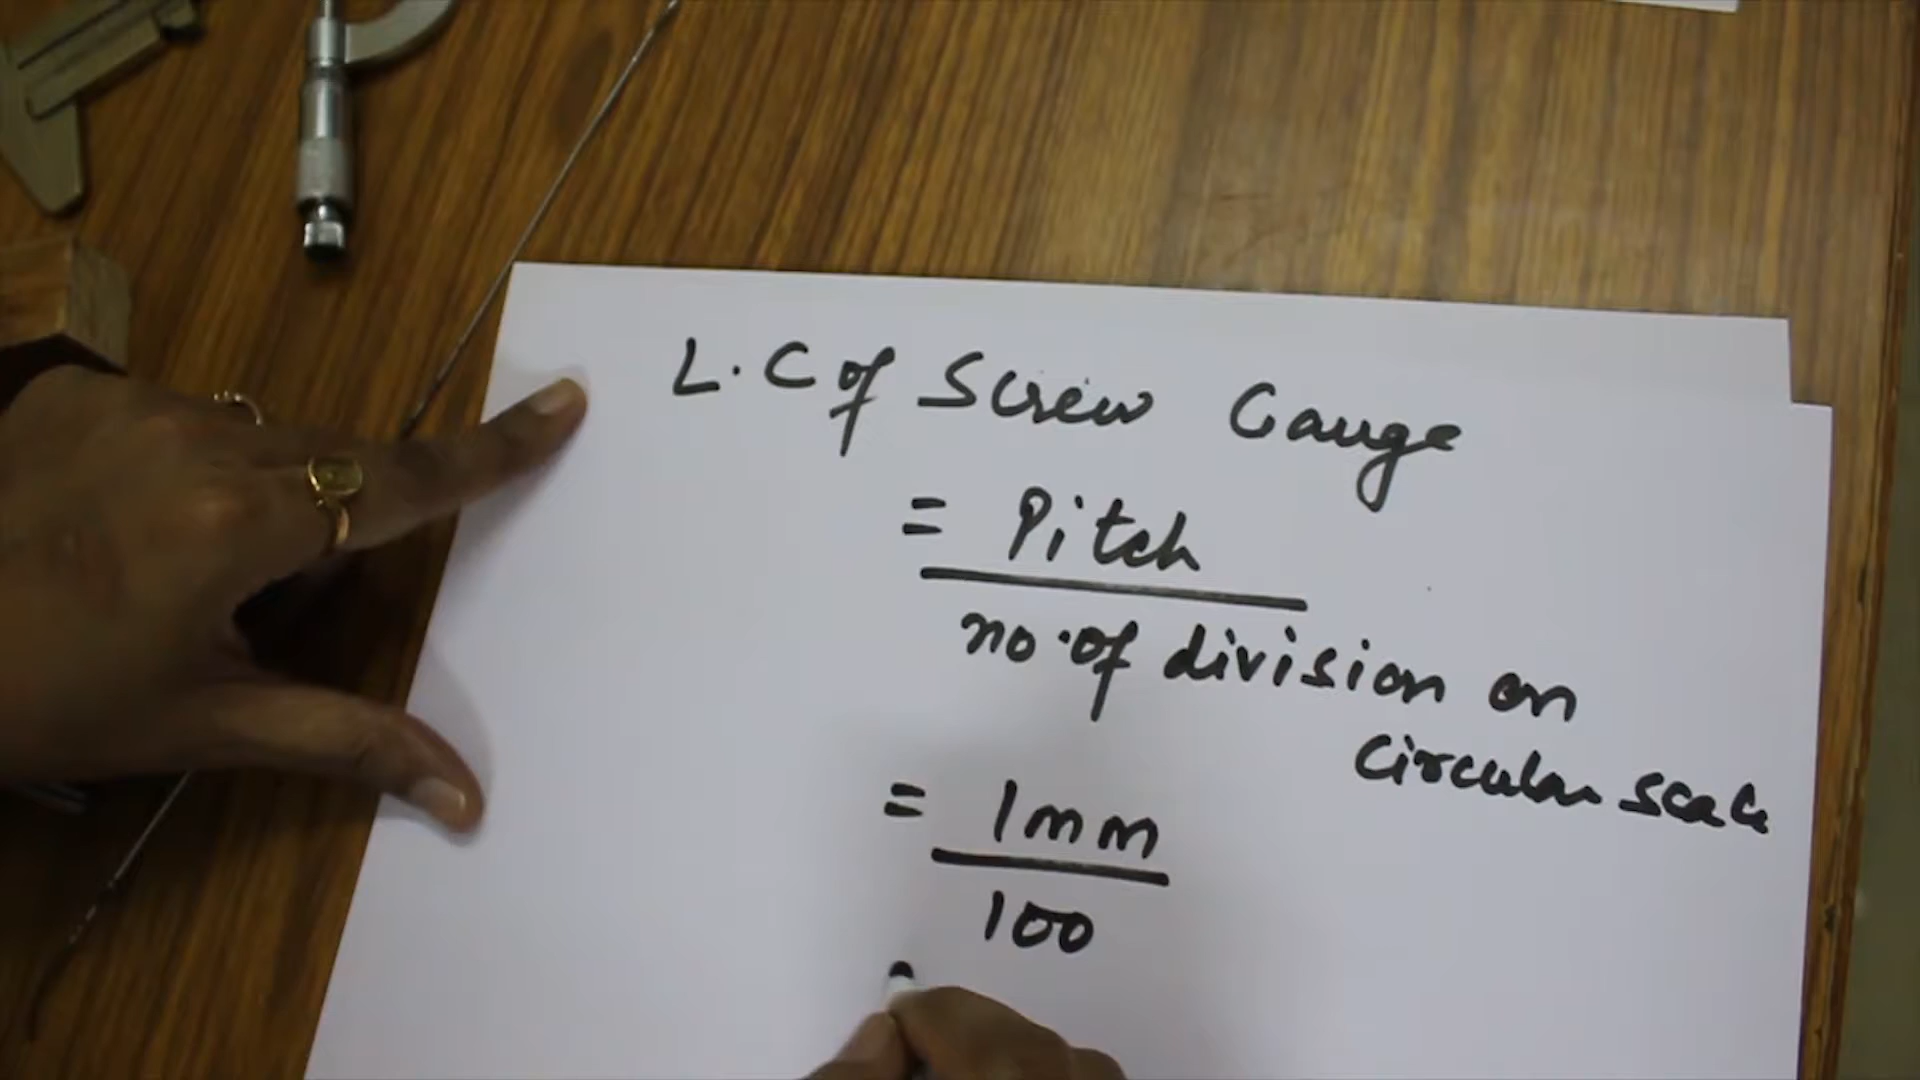 L.C of Screw Gauge
= Pitch
no. of division on
Circular scale
= 1mm
100